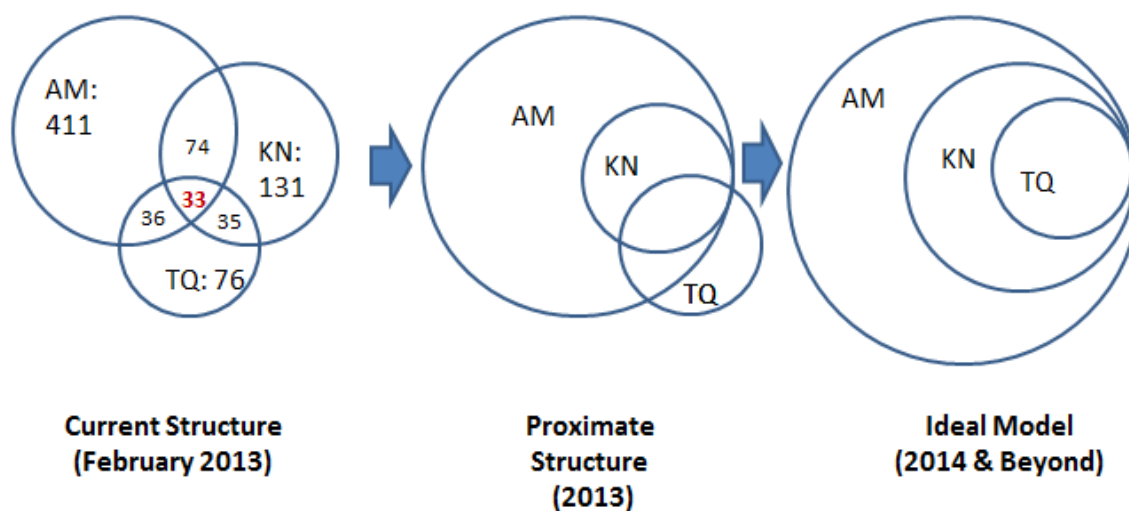 AM:
411
74
KN:
131
33
36
35
TQ: 76
AM
KN
TQ
AM
KN
TQ
Current Structure
(February 2013)
Proximate
Structure
(2013)
Ideal Model
(2014 & Beyond)